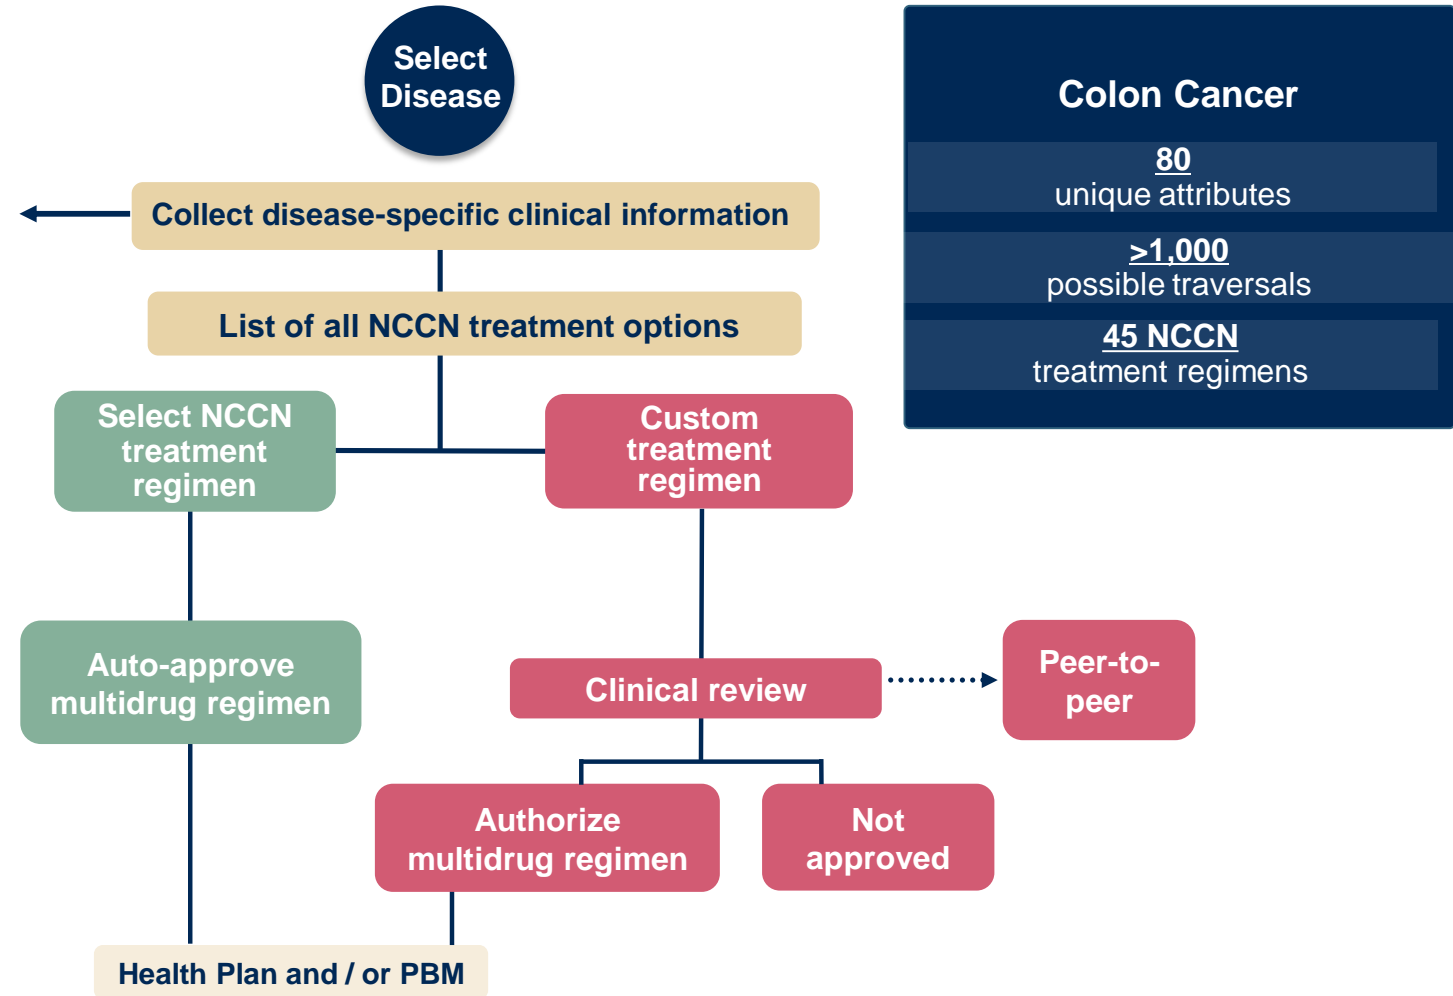 Select
Disease
Collect disease-specific clinical information
List of all NCCN treatment options
Select NCCN
treatment
regimen
Custom
treatment
regimen
Auto-approve
multidrug regimen
Clinical review
Peer-to-
peer
Authorize
multidrug regimen
Not
approved
Health Plan and / or PBM
Colon Cancer
80
unique attributes
>1,000
possible traversals
45 NCCN
treatment regimens